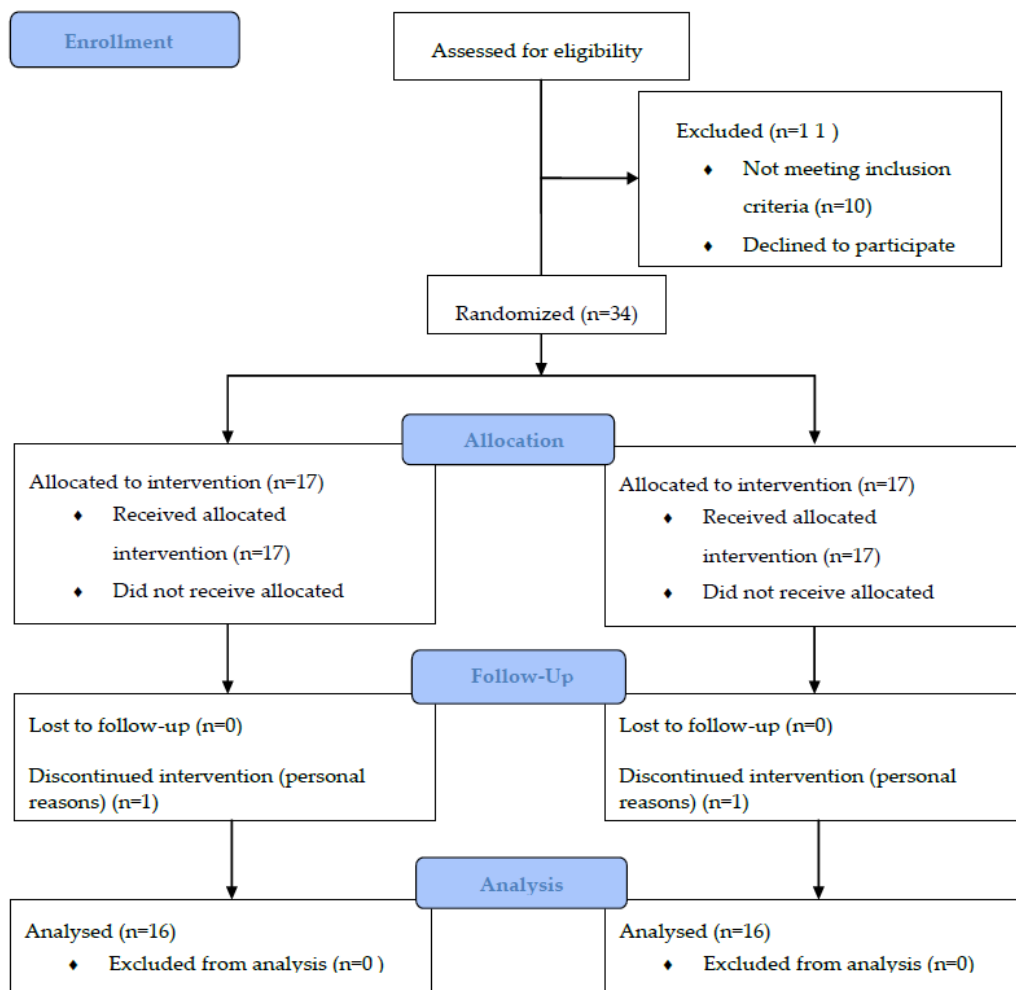 Enrollment
Assessed for eligibility
Excluded (n=1 1 )
♦ Not meeting inclusion
criteria (n=10)
♦ Declined to participate
Randomized (n=34)
Allocation
Allocated to intervention (n=17)
♦ Received allocated
intervention (n=17)
♦ Did not receive allocated
Allocated to intervention (n=17)
♦ Received allocated
intervention (n=17)
♦ Did not receive allocated
Follow-Up
Lost to follow-up (n=0)
Discontinued intervention (personal
reasons) (n=1)
Lost to follow-up (n=0)
Discontinued intervention (personal
reasons) (n=1)
Analysis
Analysed (n=16)
♦ Excluded from analysis (n=0 )
Analysed (n=16)
♦ Excluded from analysis (n=0)